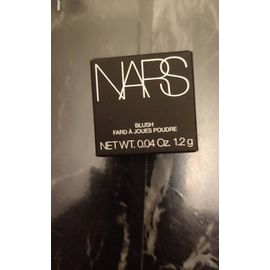 NARS
BLUSH
FARD À JOUES POUDRE
NET WT. 0.04 Oz. 1.2 g